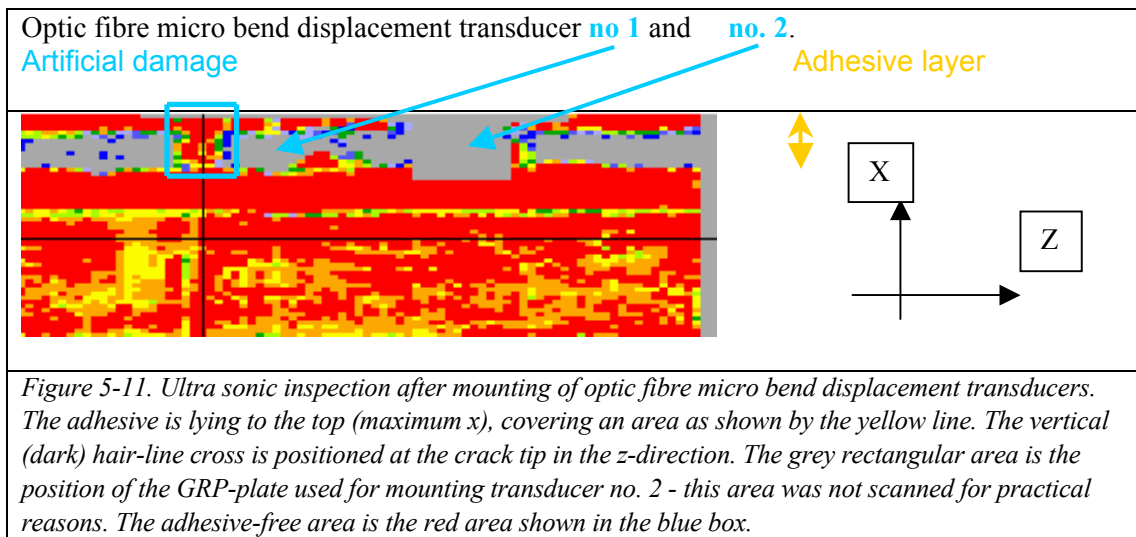 Optic fibre micro bend displacement transducer no 1 and no. 2.
Artificial damage Adhesive layer
X
Z
Figure 5-11. Ultra sonic inspection after mounting of optic fibre micro bend displacement transducers.
The adhesive is lying to the top (maximum x), covering an area as shown by the yellow line. The vertical
(dark) hair-line cross is positioned at the crack tip in the z-direction. The grey rectangular area is the
position of the GRP-plate used for mounting transducer no. 2 - this area was not scanned for practical
reasons. The adhesive-free area is the red area shown in the blue box.